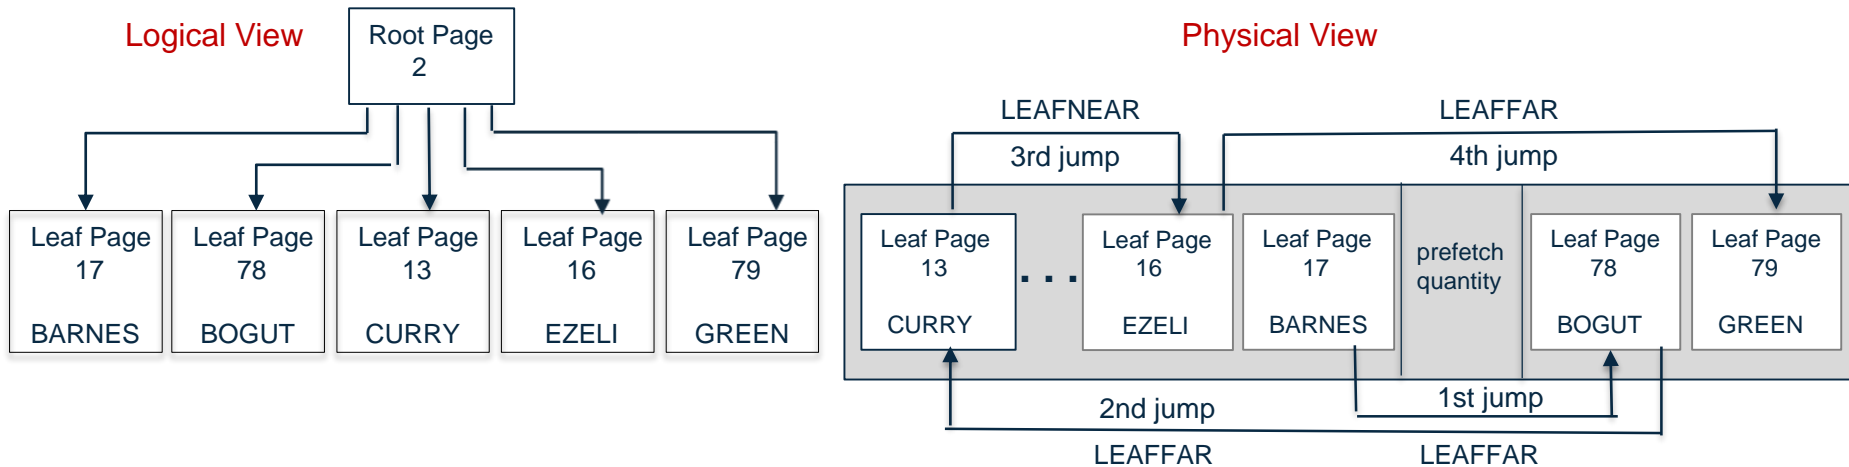 Logical View
Root Page
2
Leaf Page
17
BARNES
Leaf Page
78
BOGUT
Leaf Page
13
CURRY
Leaf Page
16
EZELI
Leaf Page
79
GREEN
Physical View
LEAFNEAR
3rd jump
LEAFFAR
4th jump
Leaf Page
13
CURRY
. . .
Leaf Page
16
EZELI
Leaf Page
17
BARNES
prefetch
quantity
Leaf Page
78
BOGUT
Leaf Page
79
GREEN
2nd jump
LEAFFAR
1st jump
LEAFFAR